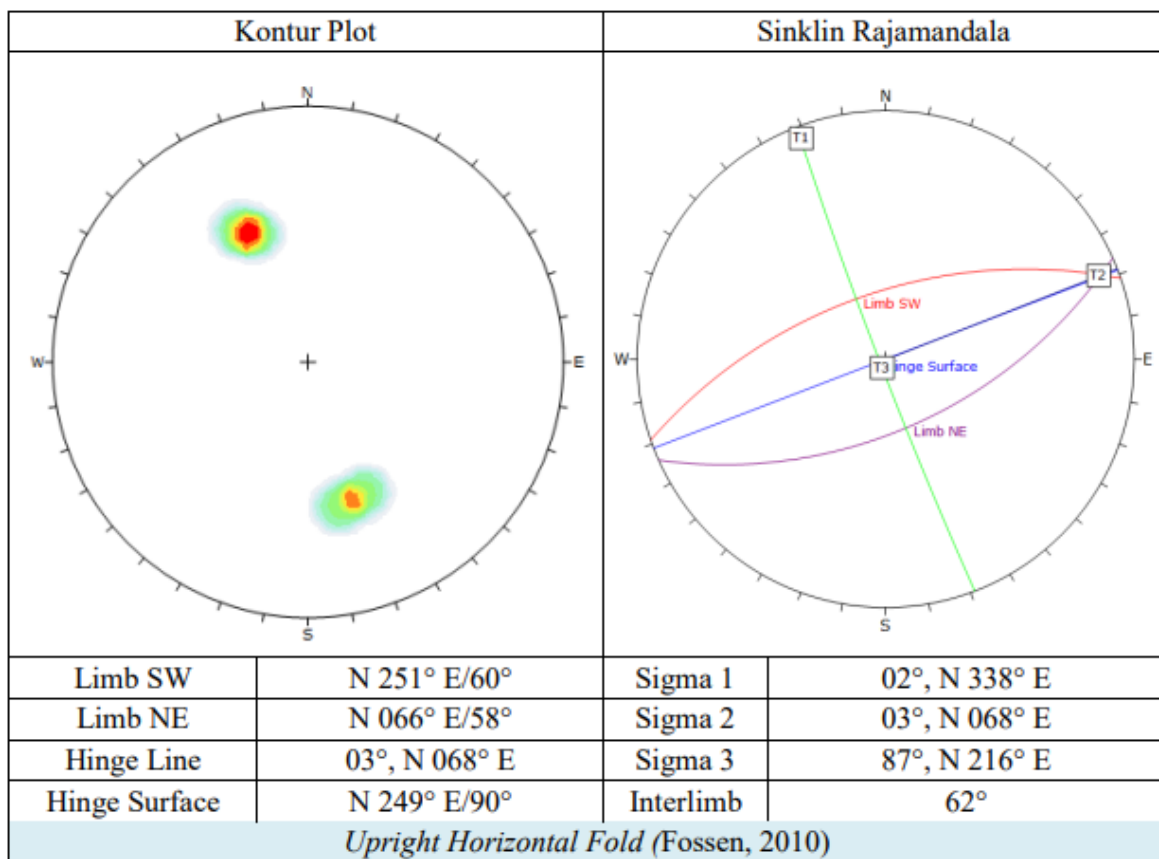 Kontur Plot
Sinklin Rajamandala
N
W
E
S
N
T1
T2
Limb SW
W
T3
inge Surface
E
Limb NE
S
Limb SW N 251° E/60° Sigma 1 02°, N 338° E
Limb NE N 066° E/58° Sigma 2 03°, N 068° E
Hinge Line 03°, N 068° E Sigma 3 87°, N 216° E
Hinge Surface N 249° E/90° Interlimb 62°
Upright Horizontal Fold (Fossen, 2010)